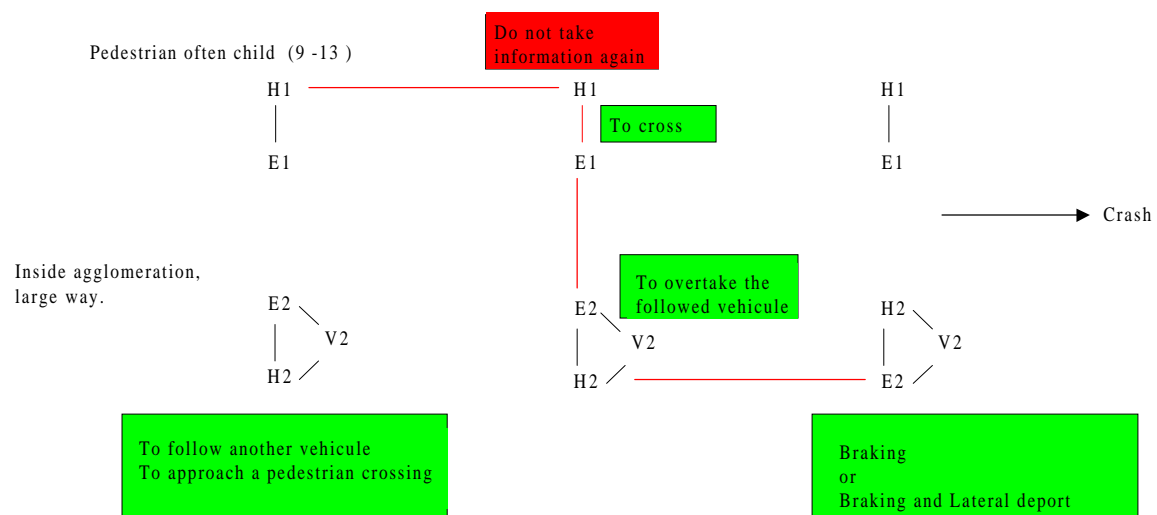 Do not take
information again
Pedestrian often child (9 -13 )
H1 H1 H1
To cross
E1 E1 E1
Crash
Inside agglomeration,
large way.
To overtake the
followed vehicule
E2 E2 H2
V2 V2 V2
H2 H2 E2
To follow another vehicule
To approach a pedestrian crossing
Braking
or
Braking and Lateral deport